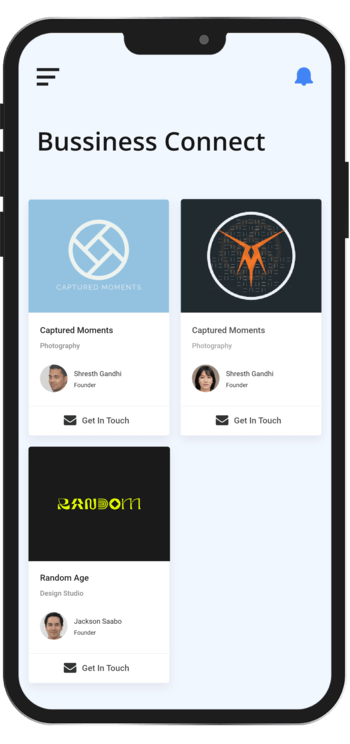 Bussiness Connect
CAPTURED MOMENTS
Captured Moments
Photography
Shresth Gandhi
Founder
Get In Touch
Captured Moments
Photography
Shresth Gandhi
Founder
Get In Touch
RANDOM
Random Age
Design Studio
Jackson Saabo
Founder
Get In Touch